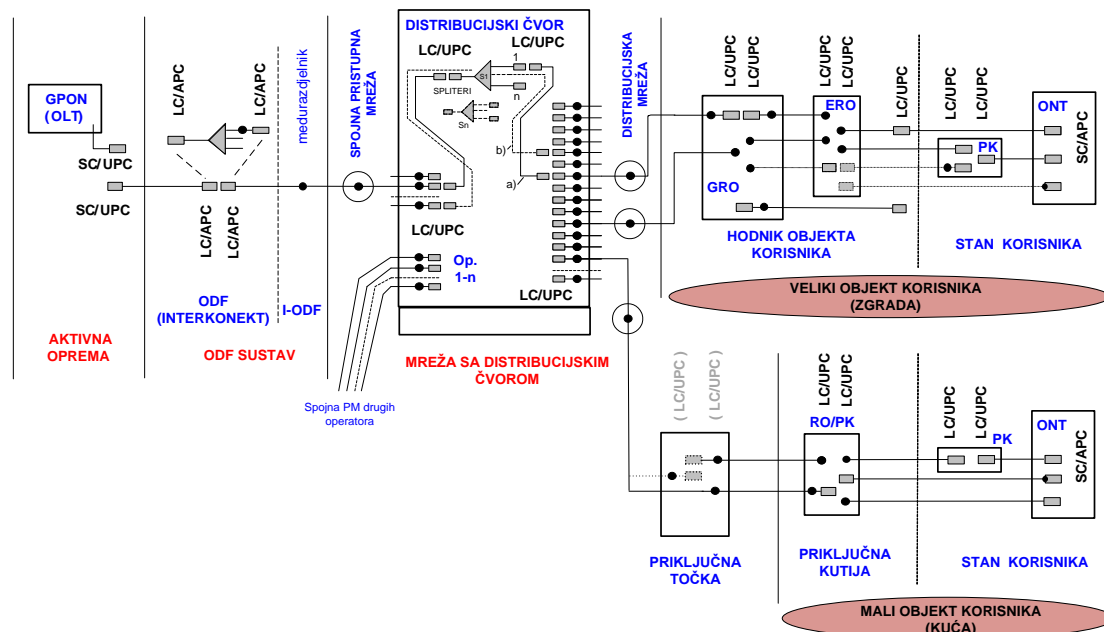 DISTRIBUCIJSKI ČVOR
LC/UPC
LC/UPC
1
S1
SPLITERI
n
Sn
b)
a)
LC/UPC
Op.
1-n
LC/UPC
GPON
(OLT)
SC/UPC
SC/UPC
LC/APC
LC/APC
LC/APC
LC/APC
međurazdjelnik
SPOJNA PRISTUPNA
MREŽA
ODF
(INTERKONEKT)
I-ODF
AKTIVNA
OPREMA
ODF SUSTAV
MREŽA SA DISTRIBUCIJSKIM
ČVOROM
Spojna PM drugih
operatora
DISTRIBUCIJSKA
MREŽA
LC/UPC
LC/UPC
LC/UPC
LC/UPC
LC/UPC
LC/UPC
LC/UPC
ERO
GRO
PK
ONT
SC/APC
HODNIK OBJEKTA
KORISNIKA
STAN KORISNIKA
VELIKI OBJEKT KORISNIKA
(ZGRADA)
( LC/UPC )
( LC/UPC )
LC/UPC
LC/UPC
LC/UPC
LC/UPC
RO/PK
PK
ONT
SC/APC
PRIKLJUČNA
TOČKA
PRIKLJUČNA
KUTIJA
STAN KORISNIKA
MALI OBJEKT KORISNIKA
(KUĆA)